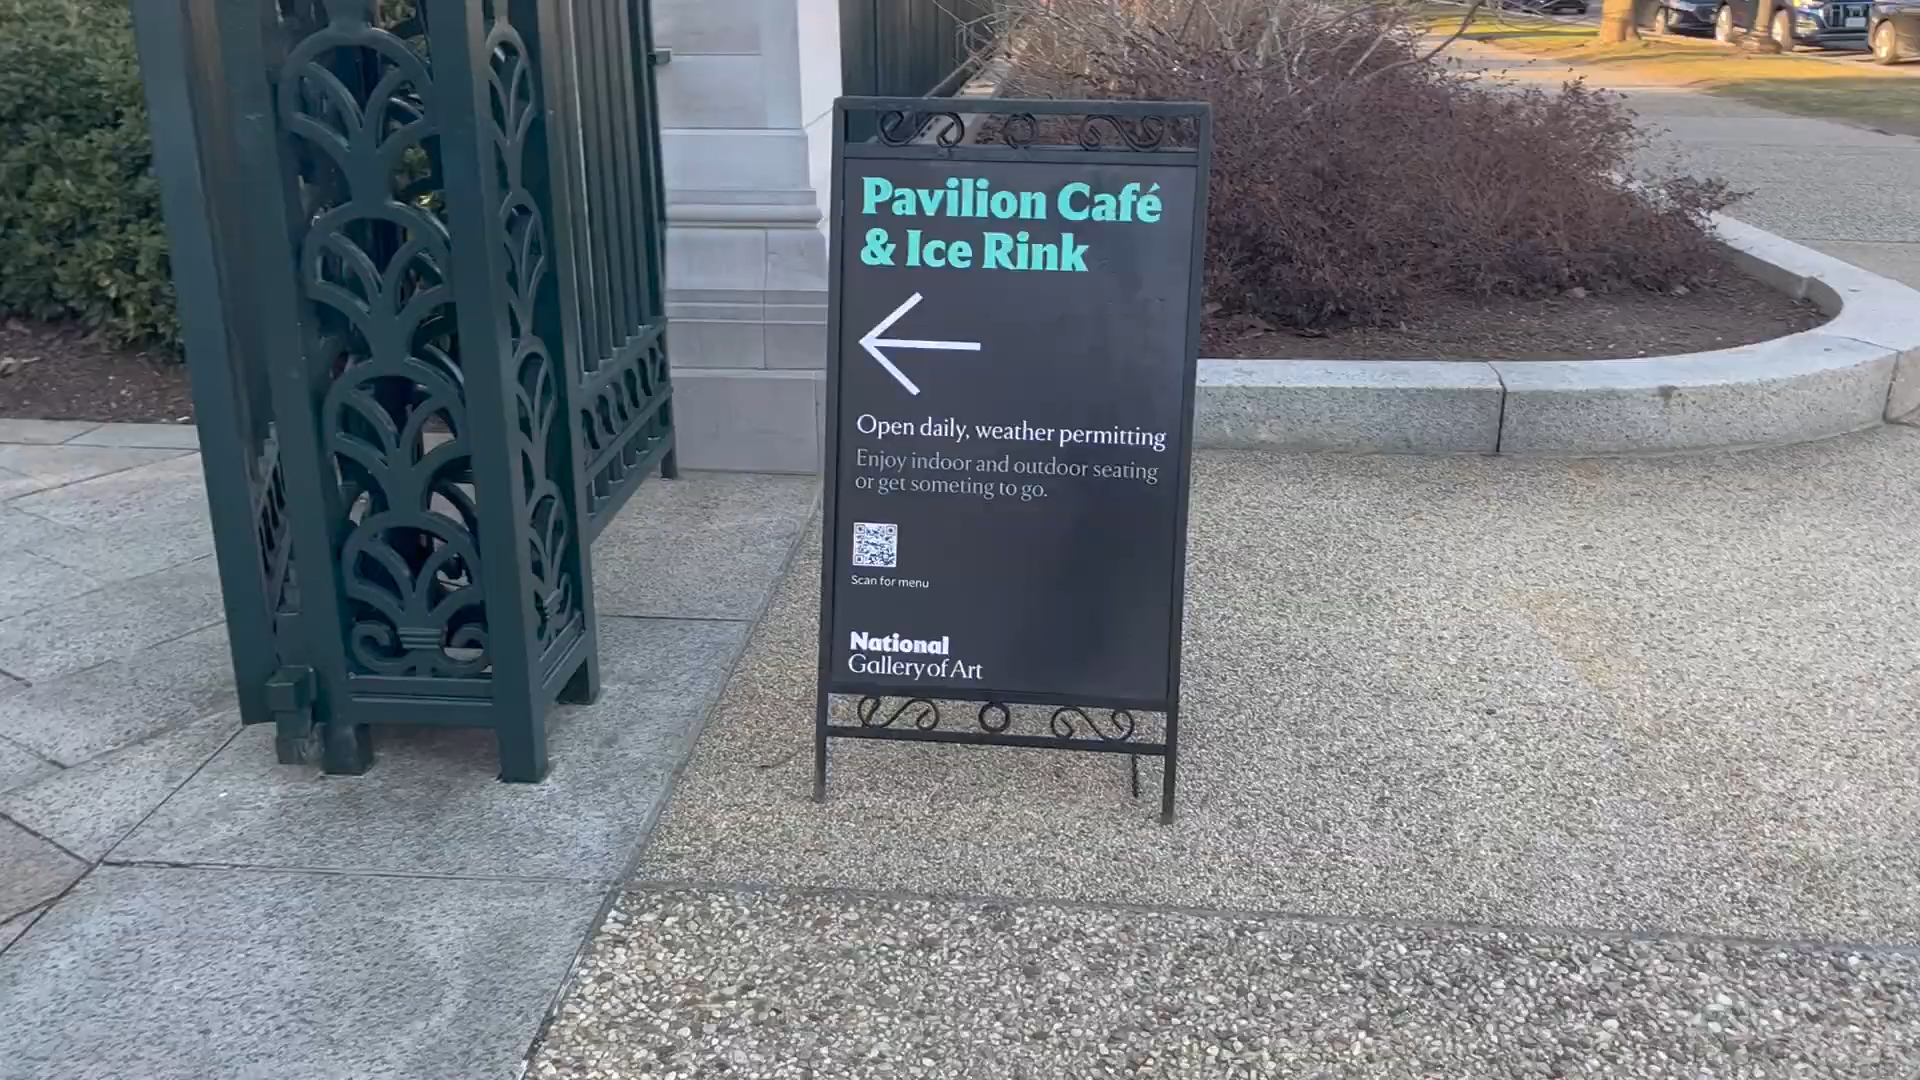 Pavilion Café
& Ice Rink
Open daily, weather permitting
Enjoy indoor and outdoor seating
or get someting to go.
Scan for menu
National
Gallery of Art